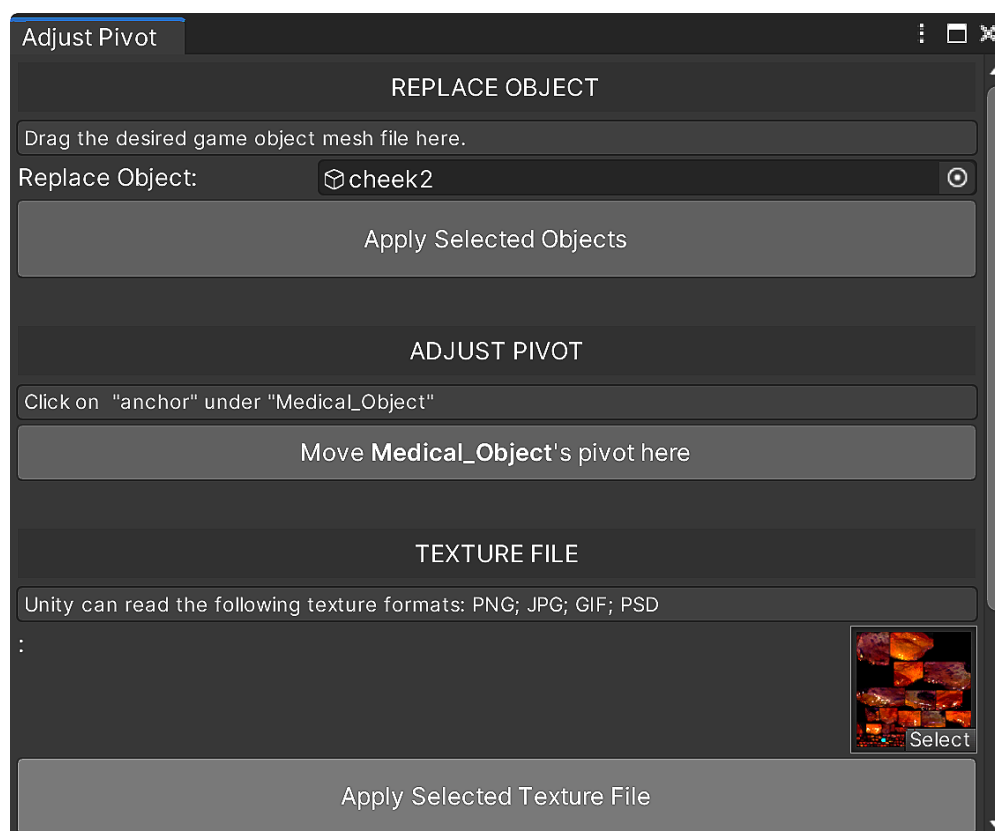 Adjust Pivot
REPLACE OBJECT
Drag the desired game object mesh file here.
Replace Object: cheek2
Apply Selected Objects
ADJUST PIVOT
Click on  "anchor" under "Medical_Object"
Move Medical_Object's pivot here
TEXTURE FILE
Unity can read the following texture formats: PNG; JPG; GIF; PSD
:
Select
Apply Selected Texture File